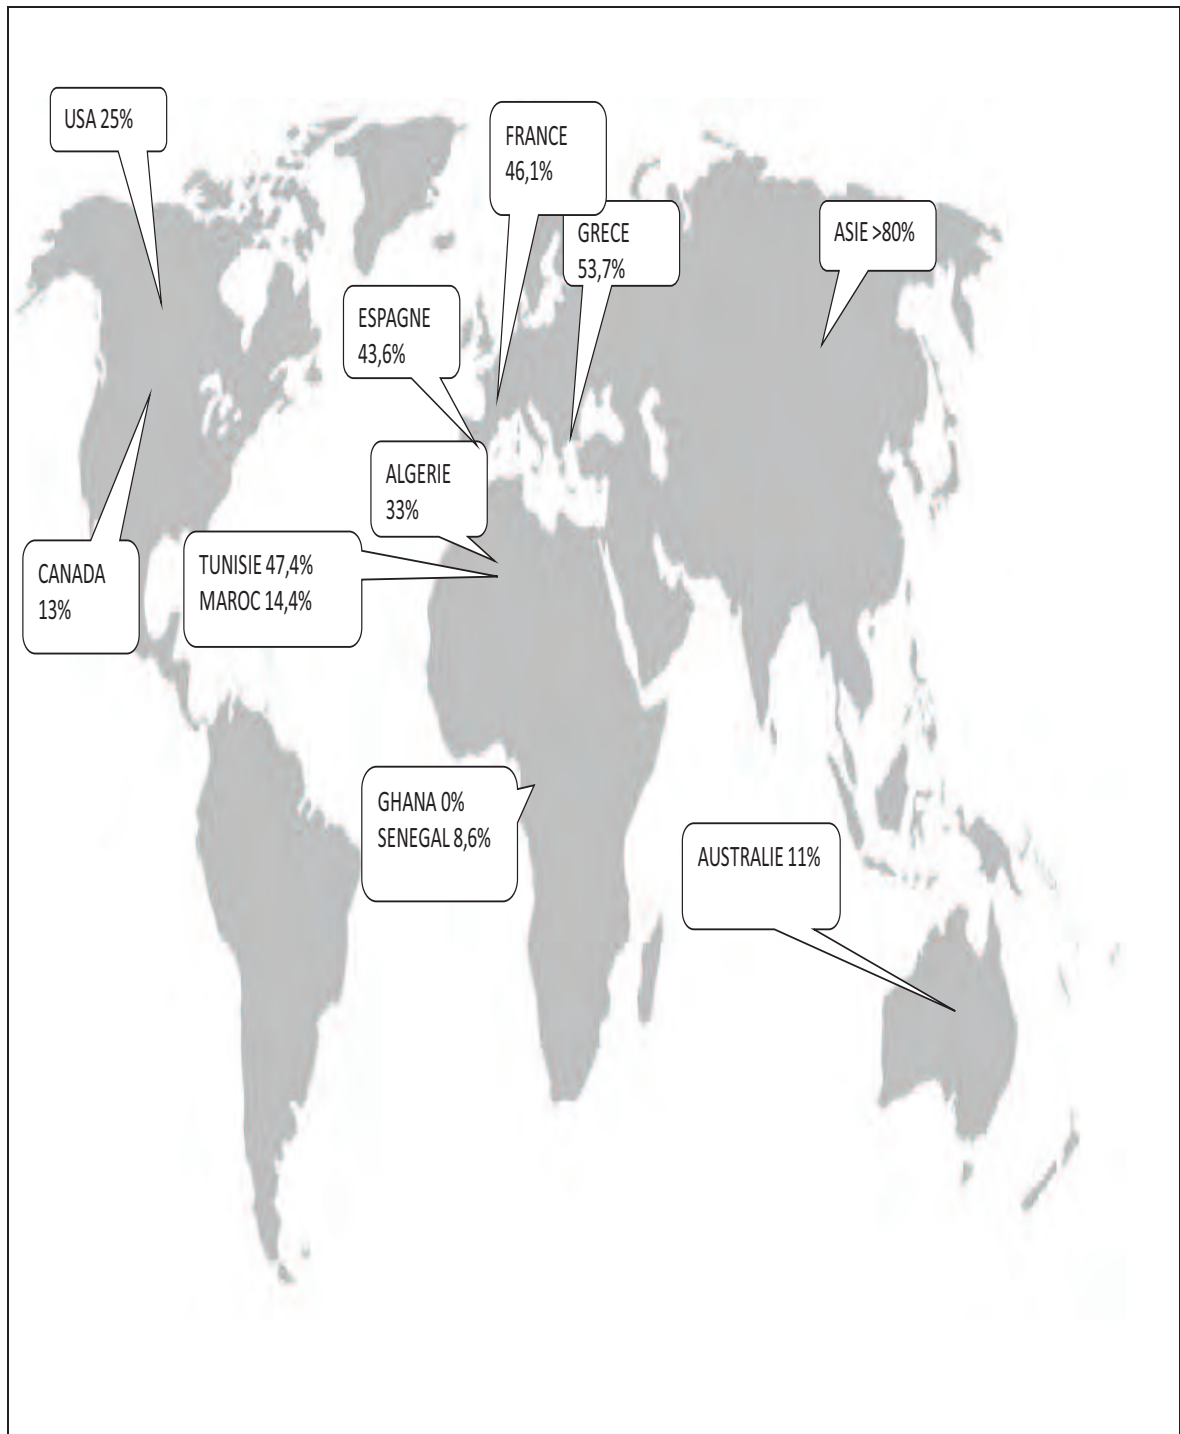 USA 25%
FRANCE
46,1%
GRECE
53,7%
ASIE >80%
ESPAGNE
43,6%
ALGERIE
33%
TUNISIE 47,4%
MAROC 14,4%
CANADA
13%
GHANA 0%
SENEGAL 8,6%
AUSTRALIE 11%